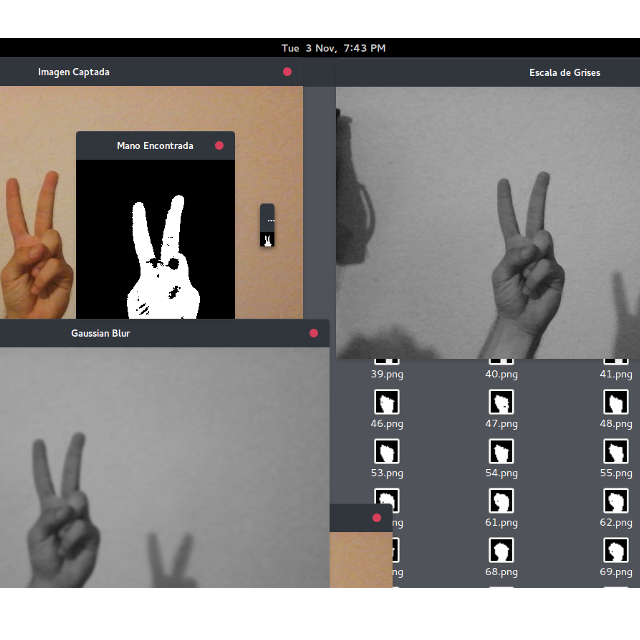 Tue 3 Nov, 7:43 PM
Imagen Captada
Escala de Grises
Mano Encontrada
...
Gaussian Blur
39.png 40.png 41.png
46.png 47.png 48.png
53.png 54.png 55.png
ng 61.png 62.png
ng 68.png 69.png